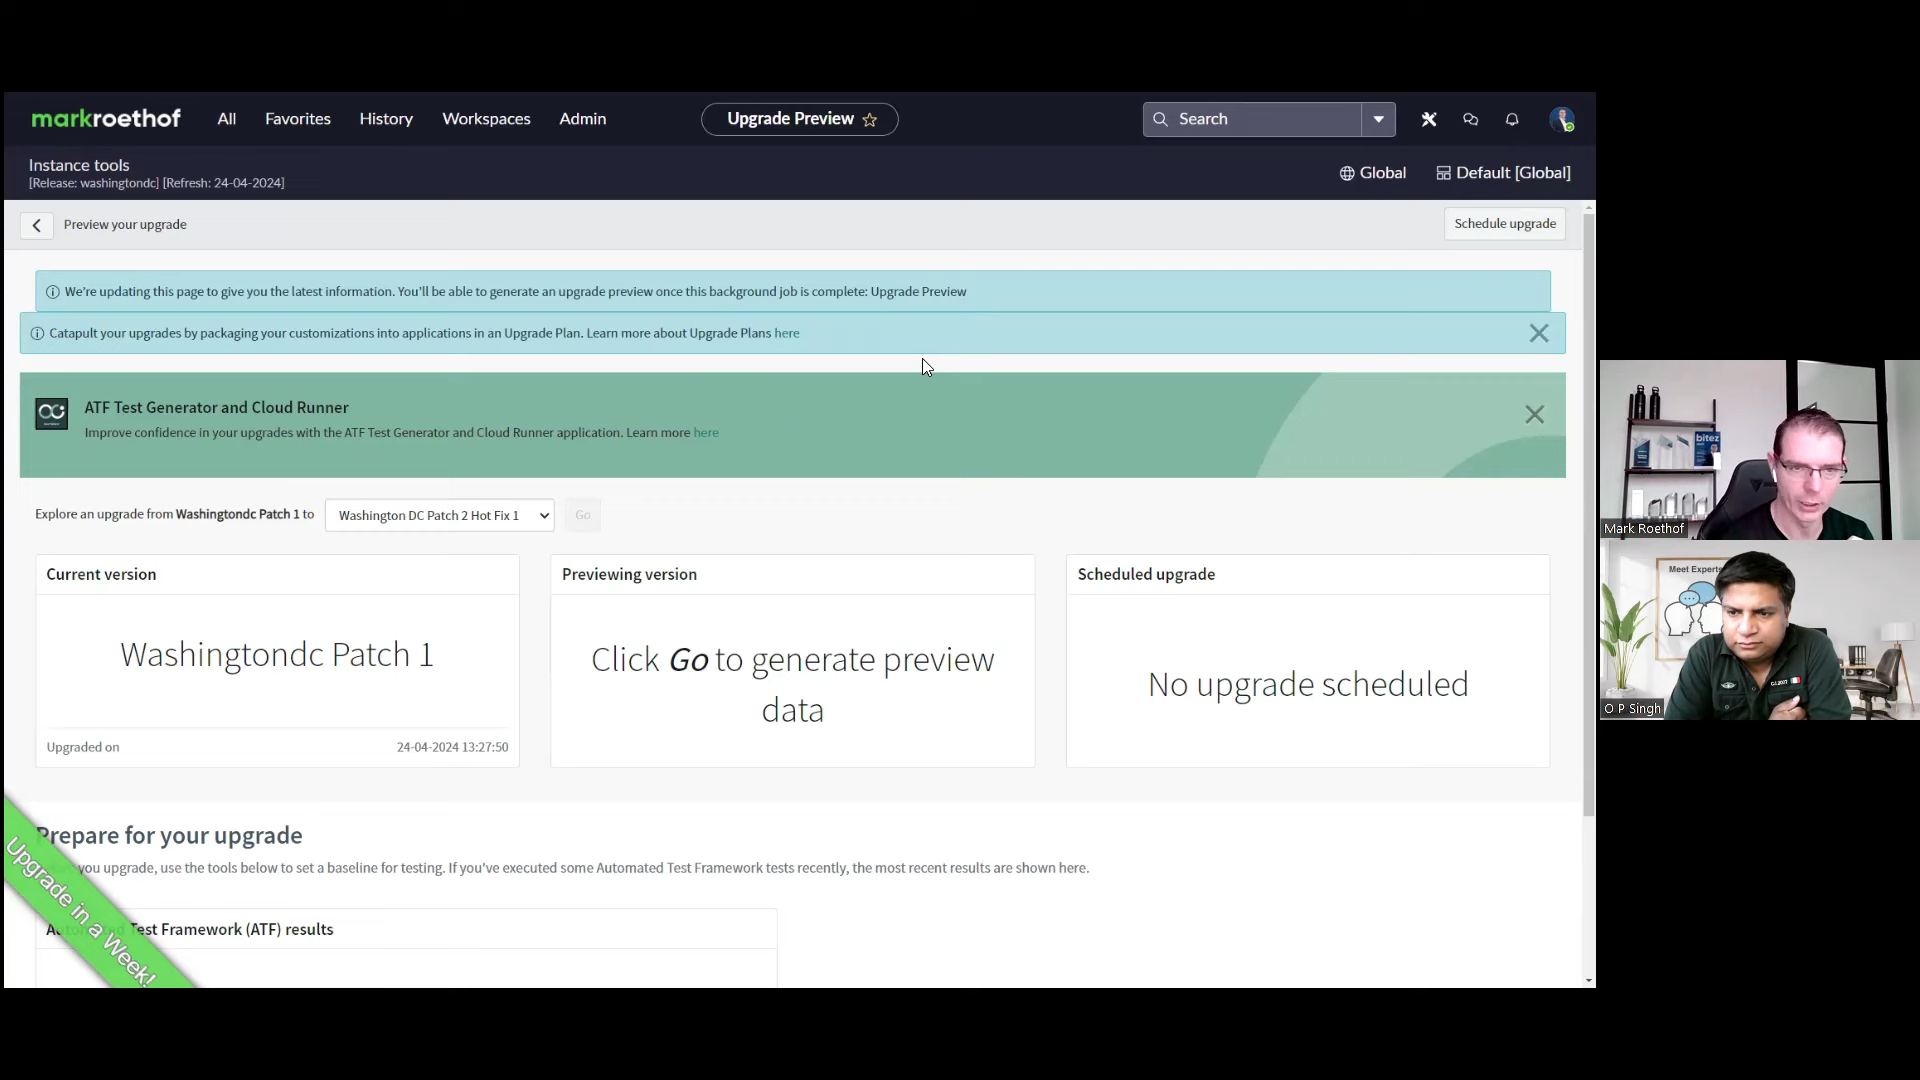 markroethof
All
Favorites
History
Workspaces
Admin
Upgrade Preview
Search
Instance tools
[Release: washingtondc] [Refresh: 24-04-2024]
Global
Default [Global]
Preview your upgrade
Schedule upgrade
We're updating this page to give you the latest information. You'll be able to generate an upgrade preview once this background job is complete: Upgrade Preview
Catapult your upgrades by packaging your customizations into applications in an Upgrade Plan. Learn more about Upgrade Plans here
ATF Test Generator and Cloud Runner
Improve confidence in your upgrades with the ATF Test Generator and Cloud Runner application. Learn more here
Explore an upgrade from Washingtondc Patch 1 to
Washington DC Patch 2 Hot Fix 1
Go
Current version
Washingtondc Patch 1
Upgraded on
24-04-2024 13:27:50
Previewing version
Click Go to generate preview
data
Scheduled upgrade
No upgrade scheduled
Prepare for your upgrade
you upgrade, use the tools below to set a baseline for testing. If you've executed some Automated Test Framework tests recently, the most recent results are shown here.
Test Framework (ATF) results
Upgrade in a Week!
bitez
Mark Roethof
Meet Experts
O P Singh